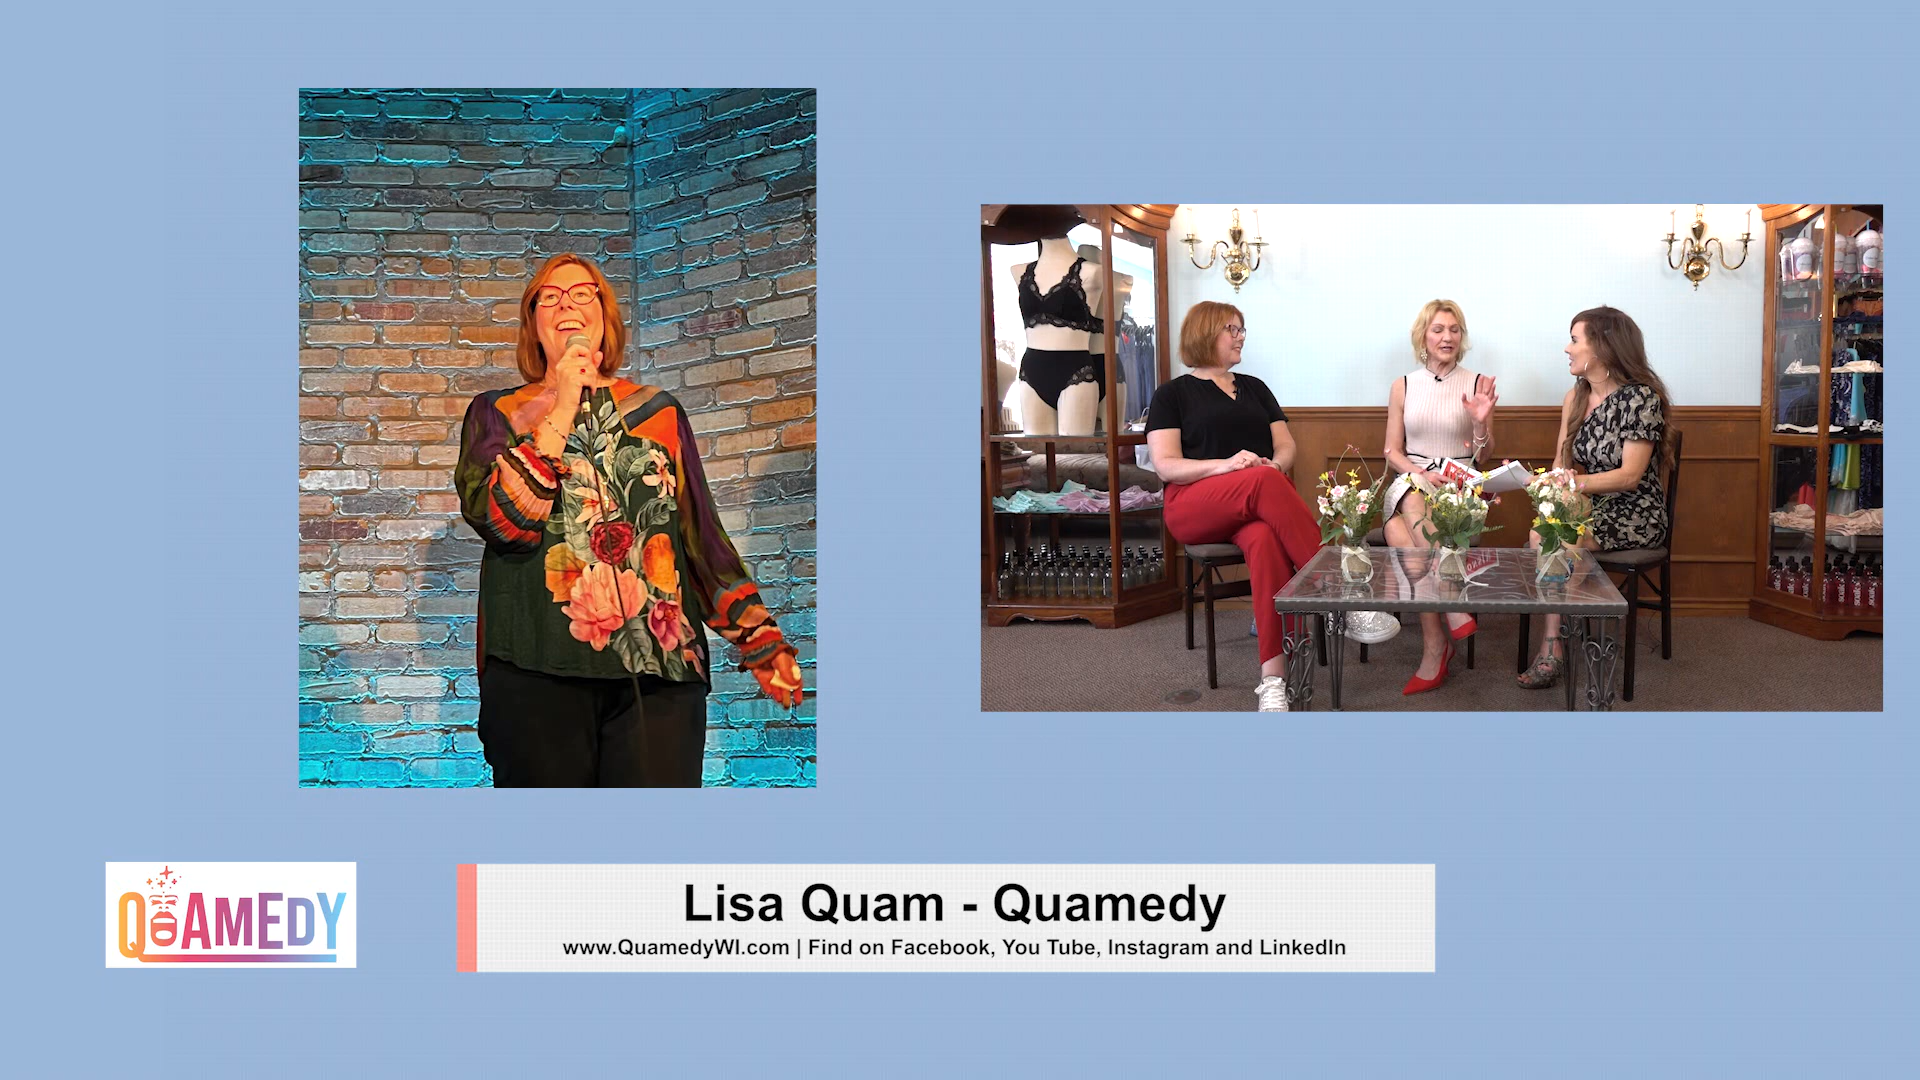 QUAMEDY
Lisa Quam - Quamedy
www.QuamedyWI.com | Find on Facebook, You Tube, Instagram and LinkedIn